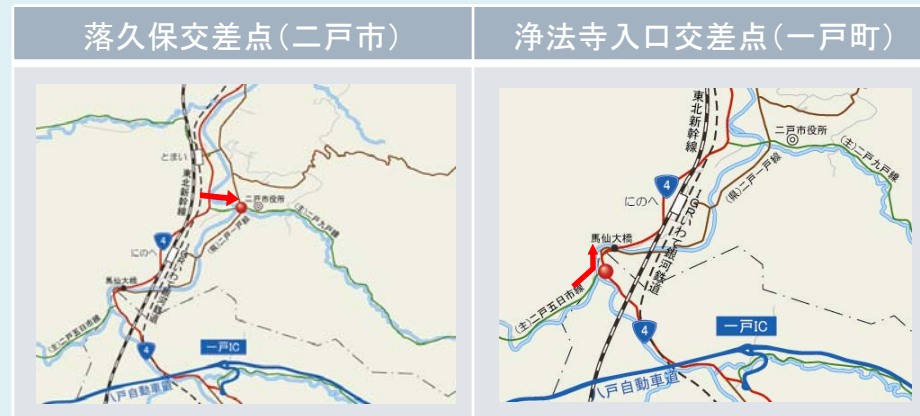 落久保交差点(二戸市)
浄法寺入口交差点(一戸町)
とまい
東北新幹線
二戸市役所
(主)二戸九戸線
(県)二戸一戸線
4
にのへ
IGRいわて銀河鉄道
馬仙大橋
(主)二戸五日市線
4
一戸IC
八戸自動車道
東北新幹線
二戸市役所
(主)二戸九戸線
(県)二戸一戸線
4
にのへ
IGRいわて銀河鉄道
馬仙大橋
(主)二戸五日市線
4
一戸IC
八戸自動車道